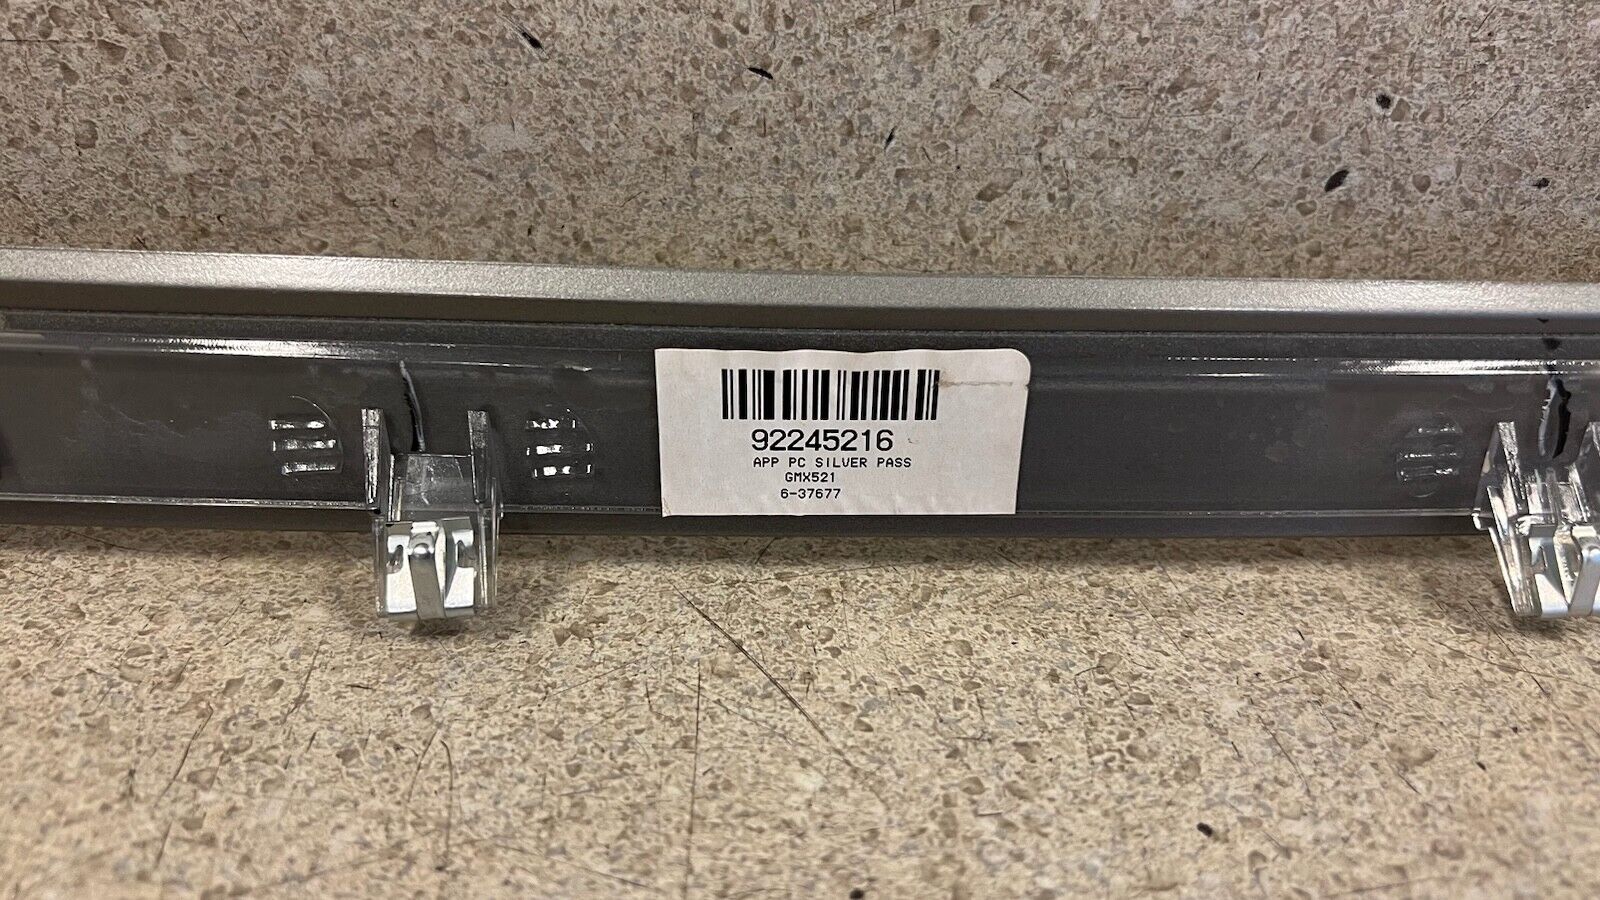 92245216
APP PC SILVER PASS
GMX521
6-37677